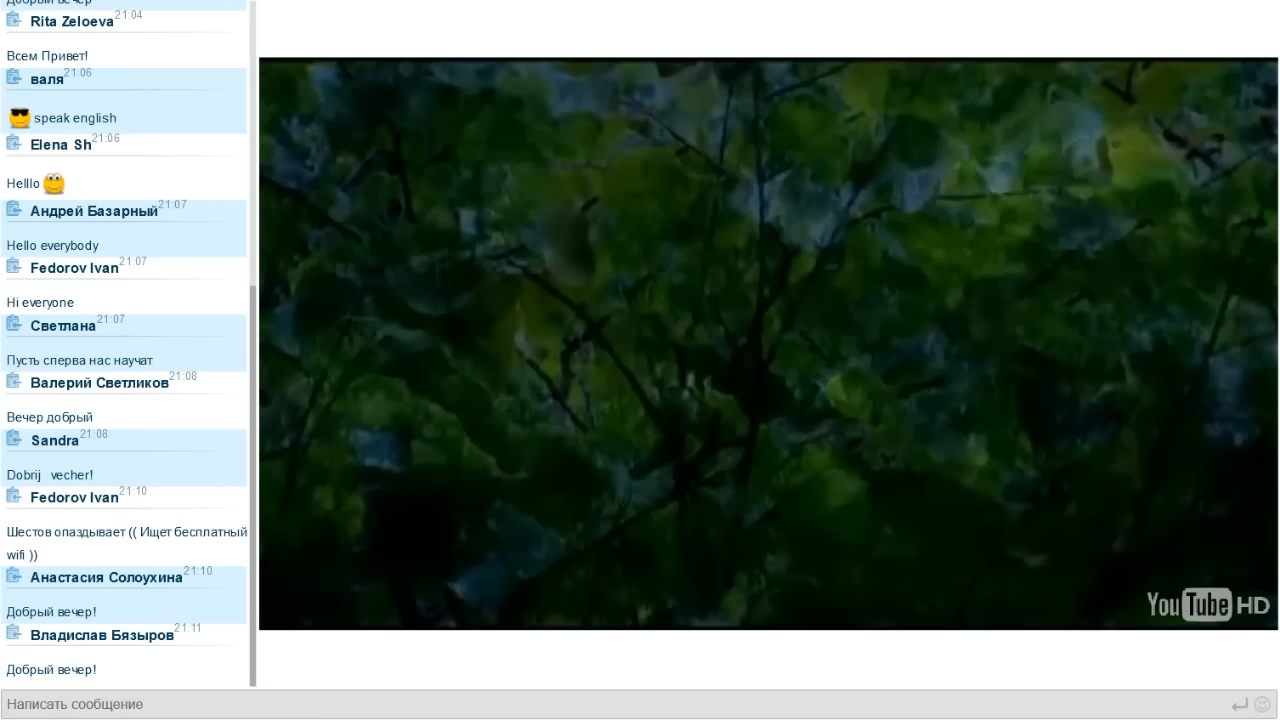 Добрый вечер
Rita Zeloeva 21:04
Всем Привет!
валя 21:06
speak english
Elena Sh 21:06
Helllo
Андрей Базарный 21:07
Hello everybody
Fedorov Ivan 21:07
Hi everyone
Светлана 21:07
Пусть сперва нас научат
Валерий Светликов 21:08
Вечер добрый
Sandra 21:08
Dobrij vecher!
Fedorov Ivan 21:10
Шестов опаздывает (( Ищет бесплатный
wifi ))
Анастасия Солоухина 21:10
Добрый вечер!
Владислав Бязыров 21:11
Добрый вечер!
YouTube HD
Написать сообщение